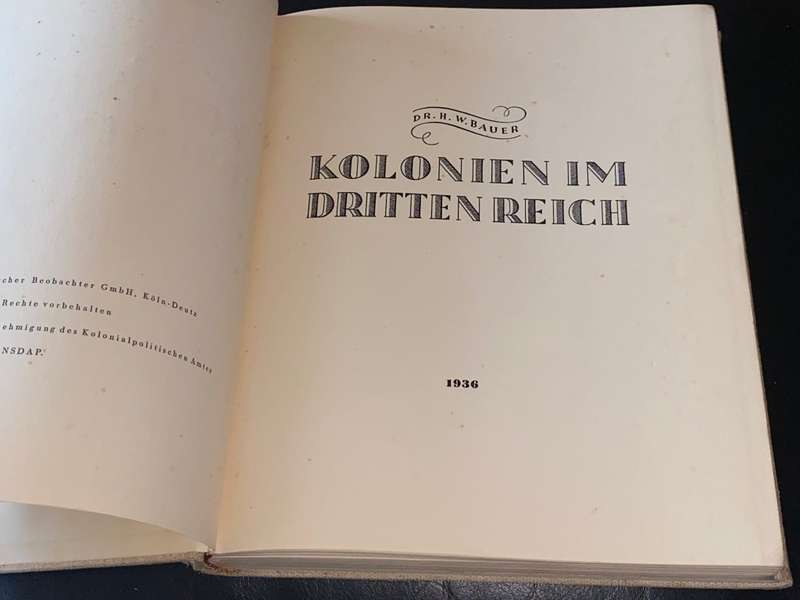 cher Beobachter GmbH, Köln-Deutz
Rechte vorbehalten
ehmigung des Kolonialpolitischen Amtes
NSDAP.
DR. H. W. BAUER
KOLONIEN IM
DRITTEN REICH
1936